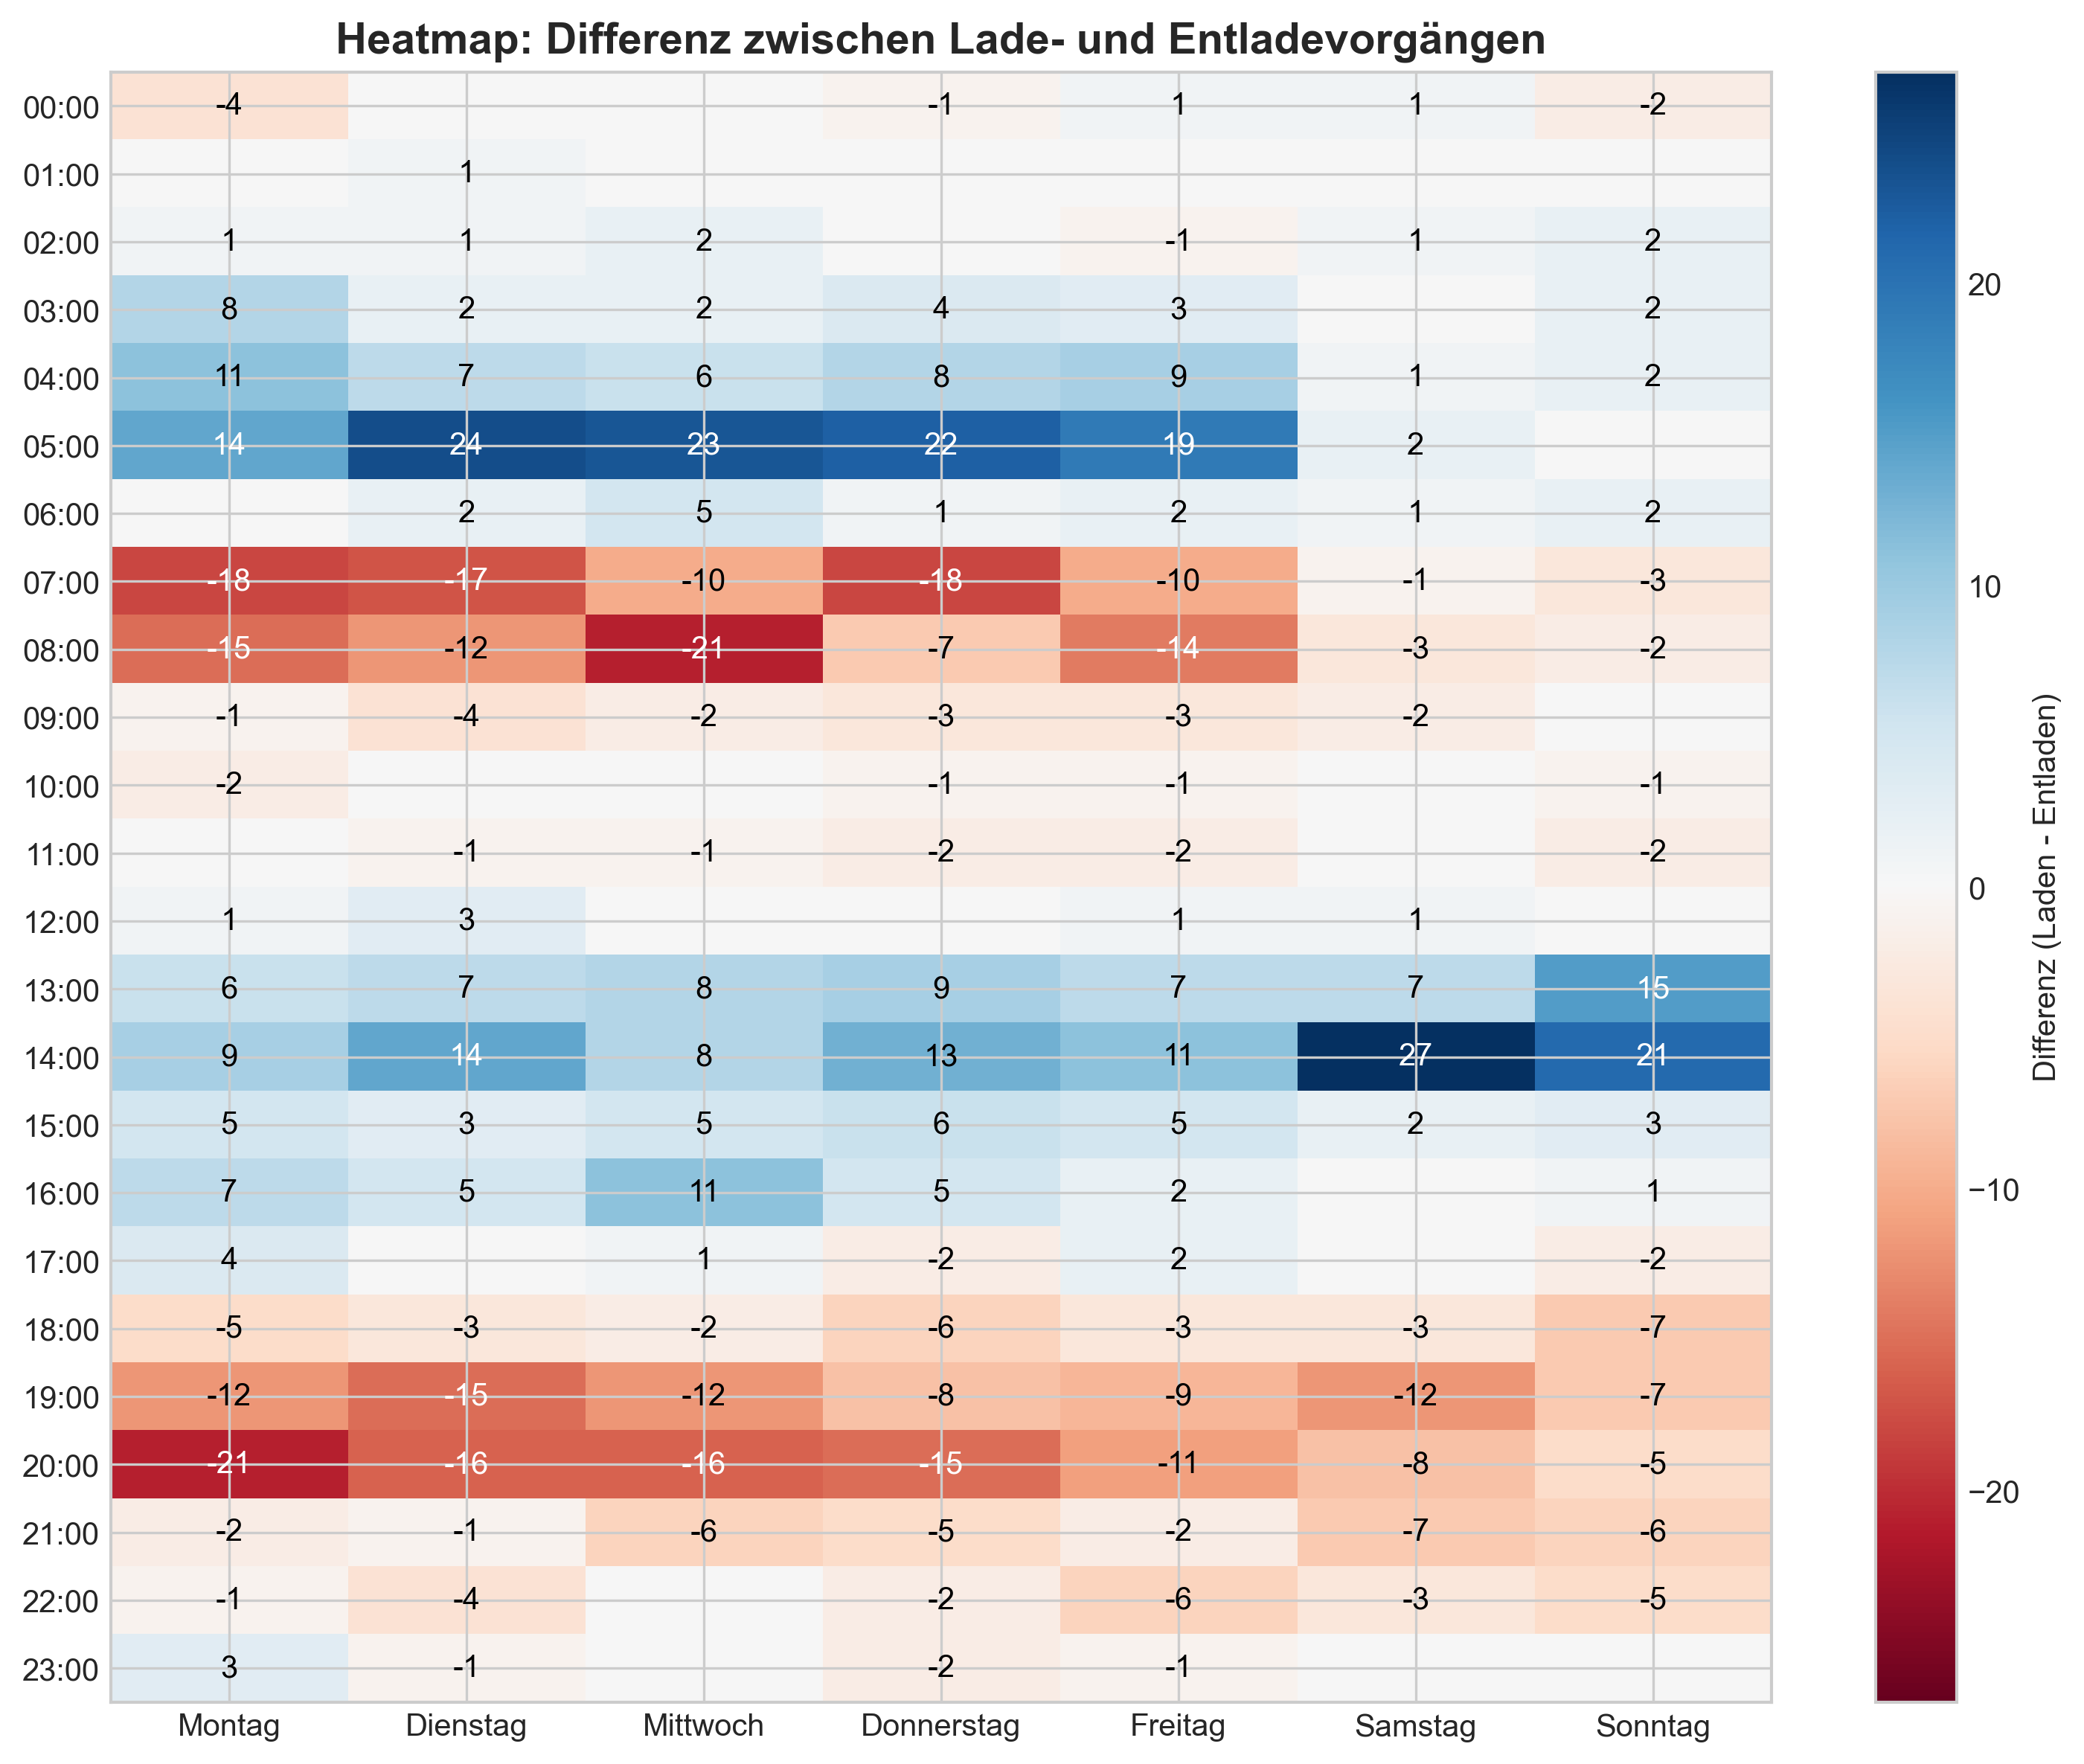 Heatmap: Differenz zwischen Lade- und Entladevorgängen
00:00 -4 -1 1 1 -2
01:00 1
02:00 1 1 2 -1 1 2
03:00 8 2 2 4 3 2
04:00 11 7 6 8 9 1 2
05:00 14 24 23 22 19 2
06:00 2 5 1 2 1 2
07:00 -18 -17 -10 -18 -10 -1 -3
08:00 -15 -12 -21 -7 -14 -3 -2
09:00 -1 -4 -2 -3 -3 -2
10:00 -2 -1 -1 -1
11:00 -1 -1 -2 -2 -2
12:00 1 3 1 1
13:00 6 7 8 9 7 7 15
14:00 9 14 8 13 11 27 21
15:00 5 3 5 6 5 2 3
16:00 7 5 11 5 2 1
17:00 4 1 -2 2 -2
18:00 -5 -3 -2 -6 -3 -3 -7
19:00 -12 -15 -12 -8 -9 -12 -7
20:00 -21 -16 -16 -15 -11 -8 -5
21:00 -2 -1 -6 -5 -2 -7 -6
22:00 -1 -4 -2 -6 -3 -5
23:00 3 -1 -2 -1
Montag Dienstag Mittwoch Donnerstag Freitag Samstag Sonntag
20
10
0
−10
−20
Differenz (Laden - Entladen)